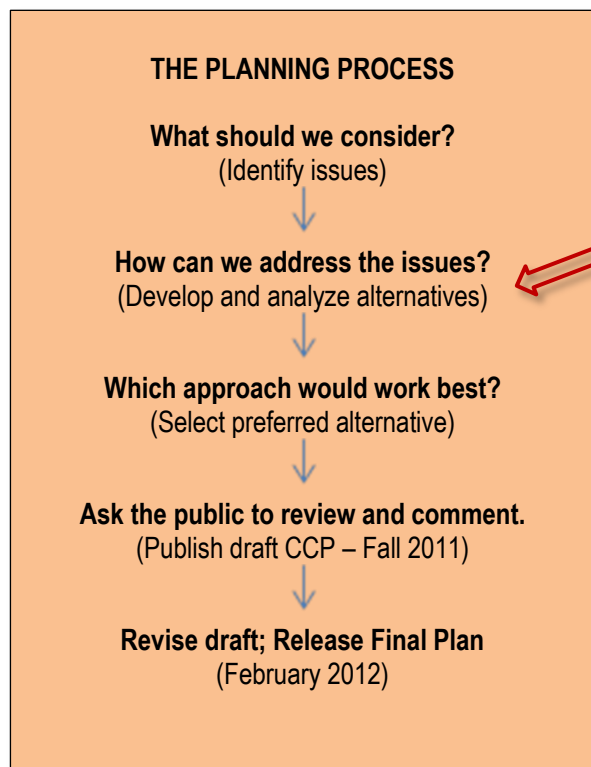 THE PLANNING PROCESS
What should we consider?
(Identify issues)
How can we address the issues?
(Develop and analyze alternatives)
Which approach would work best?
(Select preferred alternative)
Ask the public to review and comment.
(Publish draft CCP – Fall 2011)
Revise draft; Release Final Plan
(February 2012)